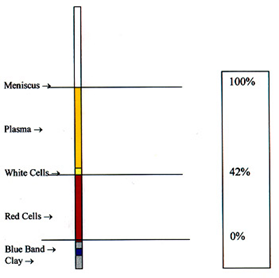 Meniscus →
100%
Plasma →
White Cells →
42%
Red Cells →
0%
Blue Band →
Clay →